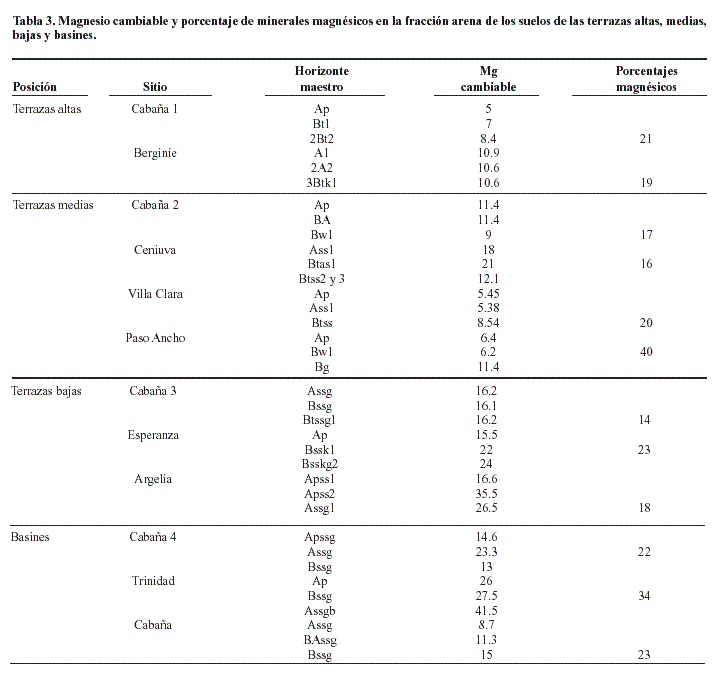 Tabla 3. Magnesio cambiable y porcentaje de minerales magnésicos en la fracción arena de los suelos de las terrazas altas, medias,
bajas y basines.
Horizonte Mg Porcentajes
Posición Sitio maestro cambiable magnésicos
Terrazas altas Cabaña 1 Ap 5
Bt1 7
2Bt2 8.4 21
Berginie A1 10.9
2A2 10.6
3Btk1 10.6 19
Terrazas medias Cabaña 2 Ap 11.4
BA 11.4
Bw1 9 17
Ceniuva Ass1 18
Btas1 21 16
Btss2 y 3 12.1
Villa Clara Ap 5.45
Ass1 5.38
Btss 8.54 20
Paso Ancho Ap 6.4
Bw1 6.2 40
Bg 11.4
Terrazas bajas Cabaña 3 Assg 16.2
Bssg 16.1
Btssg1 16.2 14
Esperanza Ap 15.5
Bssk1 22 23
Bsskg2 24
Argelia Apss1 16.6
Apss2 35.5
Assg1 26.5 18
Basines Cabaña 4 Apssg 14.6
Assg 23.3 22
Bssg 13
Trinidad Ap 26
Bssg 27.5 34
Assgb 41.5
Cabaña Assg 8.7
BAssg 11.3
Bssg 15 23